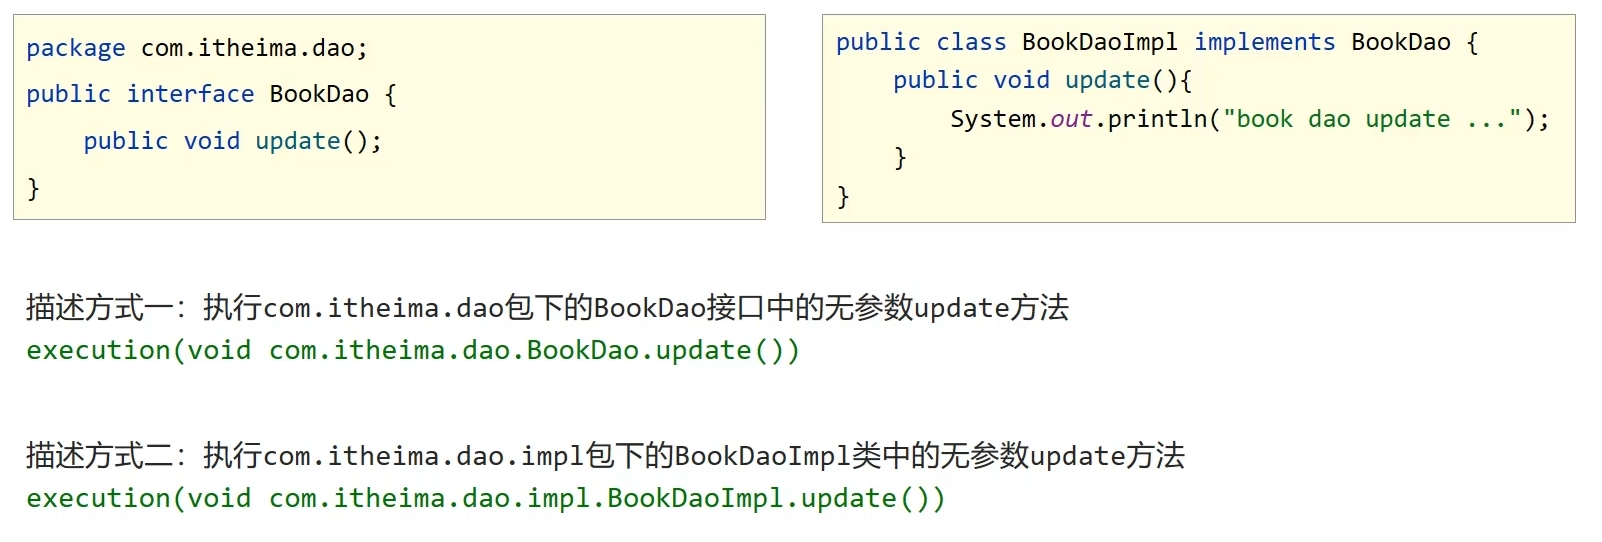 package com.itheima.dao;
public interface BookDao {
    public void update();
}
public class BookDaoImpl implements BookDao {
    public void update(){
        System.out.println("book dao update ...");
    }
}
描述方式一：执行com.itheima.dao包下的BookDao接口中的无参数update方法
execution(void com.itheima.dao.BookDao.update())
描述方式二：执行com.itheima.dao.impl包下的BookDaoImpl类中的无参数update方法
execution(void com.itheima.dao.impl.BookDaoImpl.update())